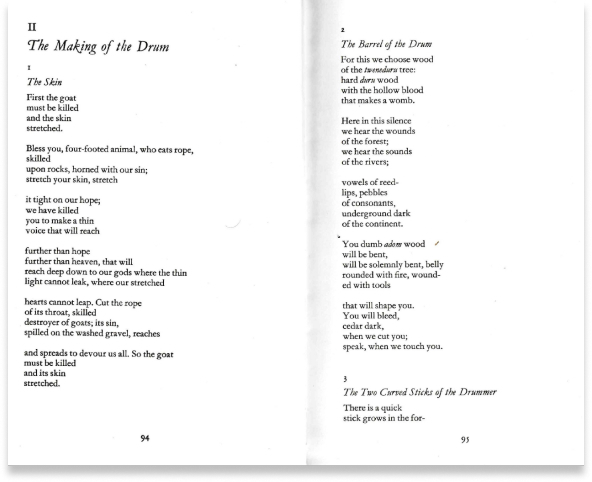 II
The Making of the Drum
1
The Skin
First the goat
must be killed
and the skin
stretched.
Bless you, four-footed animal, who eats rope,
skilled
upon rocks, horned with our sin;
stretch your skin, stretch
it tight on our hope;
we have killed
you to make a thin
voice that will reach
further than hope
further than heaven, that will
reach deep down to our gods where the thin
light cannot leak, where our stretched
hearts cannot leap. Cut the rope
of its throat, skilled
destroyer of goats; its sin,
spilled on the washed gravel, reaches
and spreads to devour us all. So the goat
must be killed
and its skin
stretched.
94
2
The Barrel of the Drum
For this we choose wood
of the tweneduru tree:
hard duru wood
with the hollow blood
that makes a womb.
Here in this silence
we hear the wounds
of the forest;
we hear the sounds
of the rivers;
vowels of reed-
lips, pebbles
of consonants,
underground dark
of the continent.
You dumb adom wood
will be bent,
will be solemnly bent, belly
rounded with fire, wound-
ed with tools
that will shape you.
You will bleed,
cedar dark,
when we cut you;
speak, when we touch you.
3
The Two Curved Sticks of the Drummer
There is a quick
stick grows in the for-
95